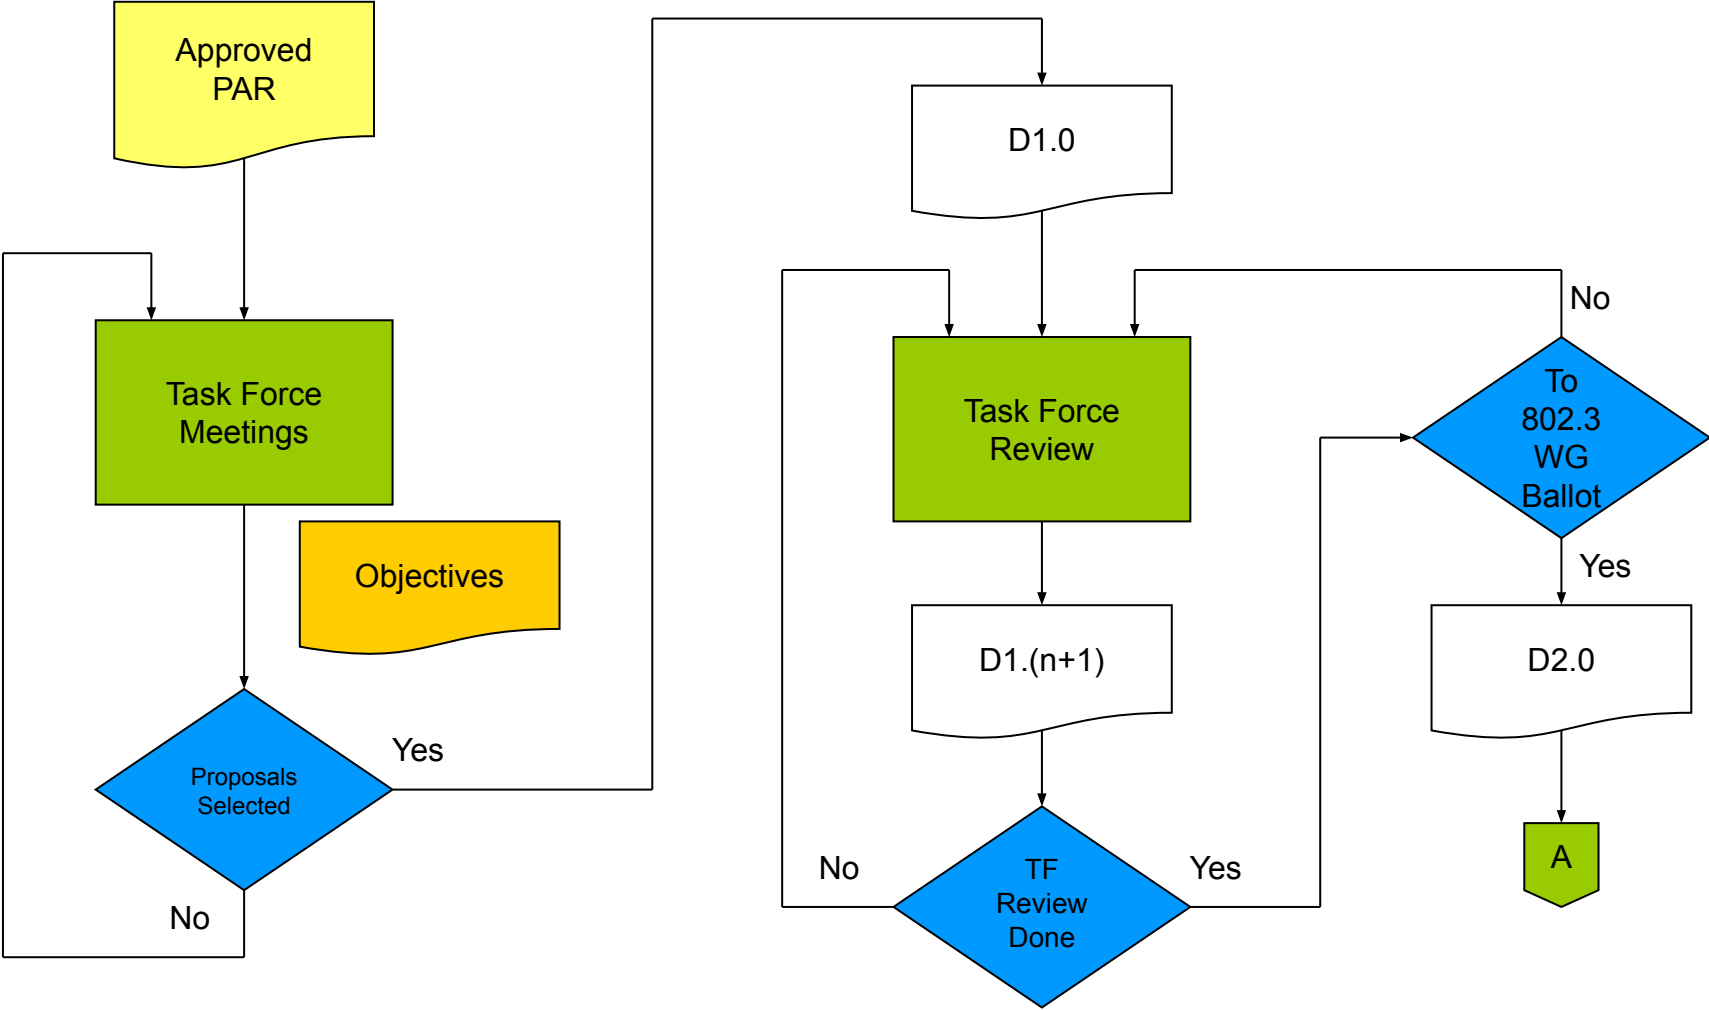 Approved
PAR
Task Force
Meetings
Objectives
Proposals
Selected
Yes
No
D1.0
Task Force
Review
D1.(n+1)
TF
Review
Done
No
Yes
To
802.3
WG
Ballot
No
Yes
D2.0
A